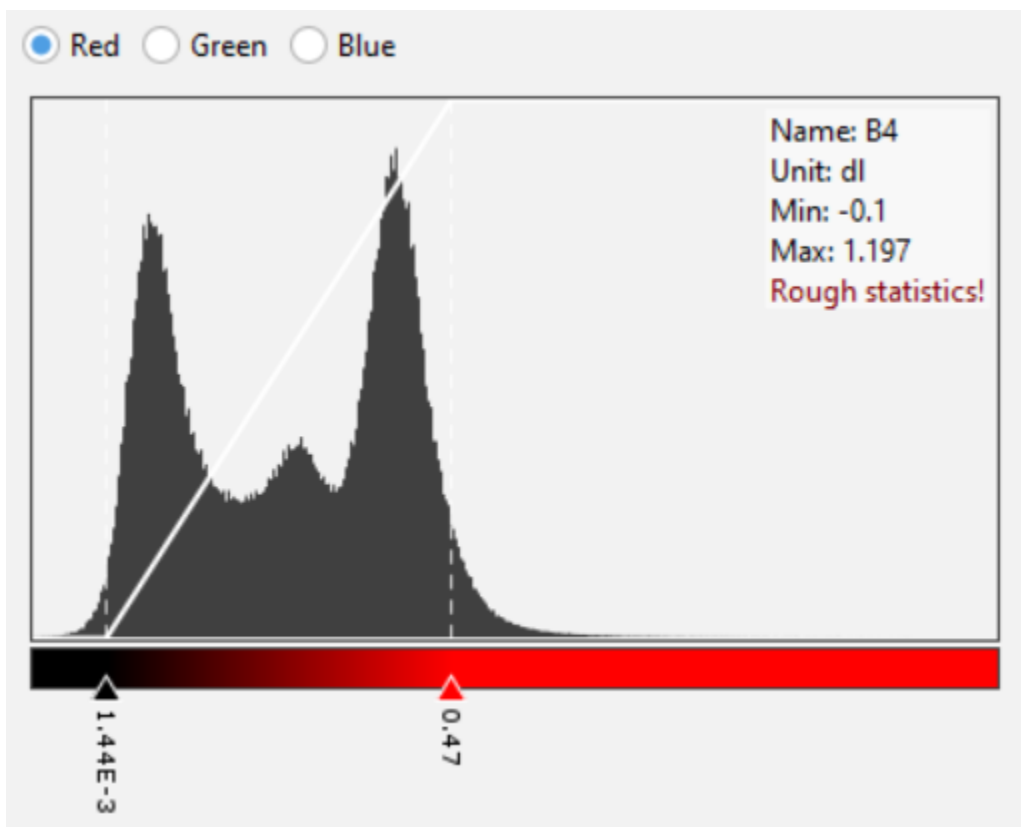 Red Green Blue
Name: B4
Unit: dl
Min: -0.1
Max: 1.197
Rough statistics!
1.44E-3
0.47